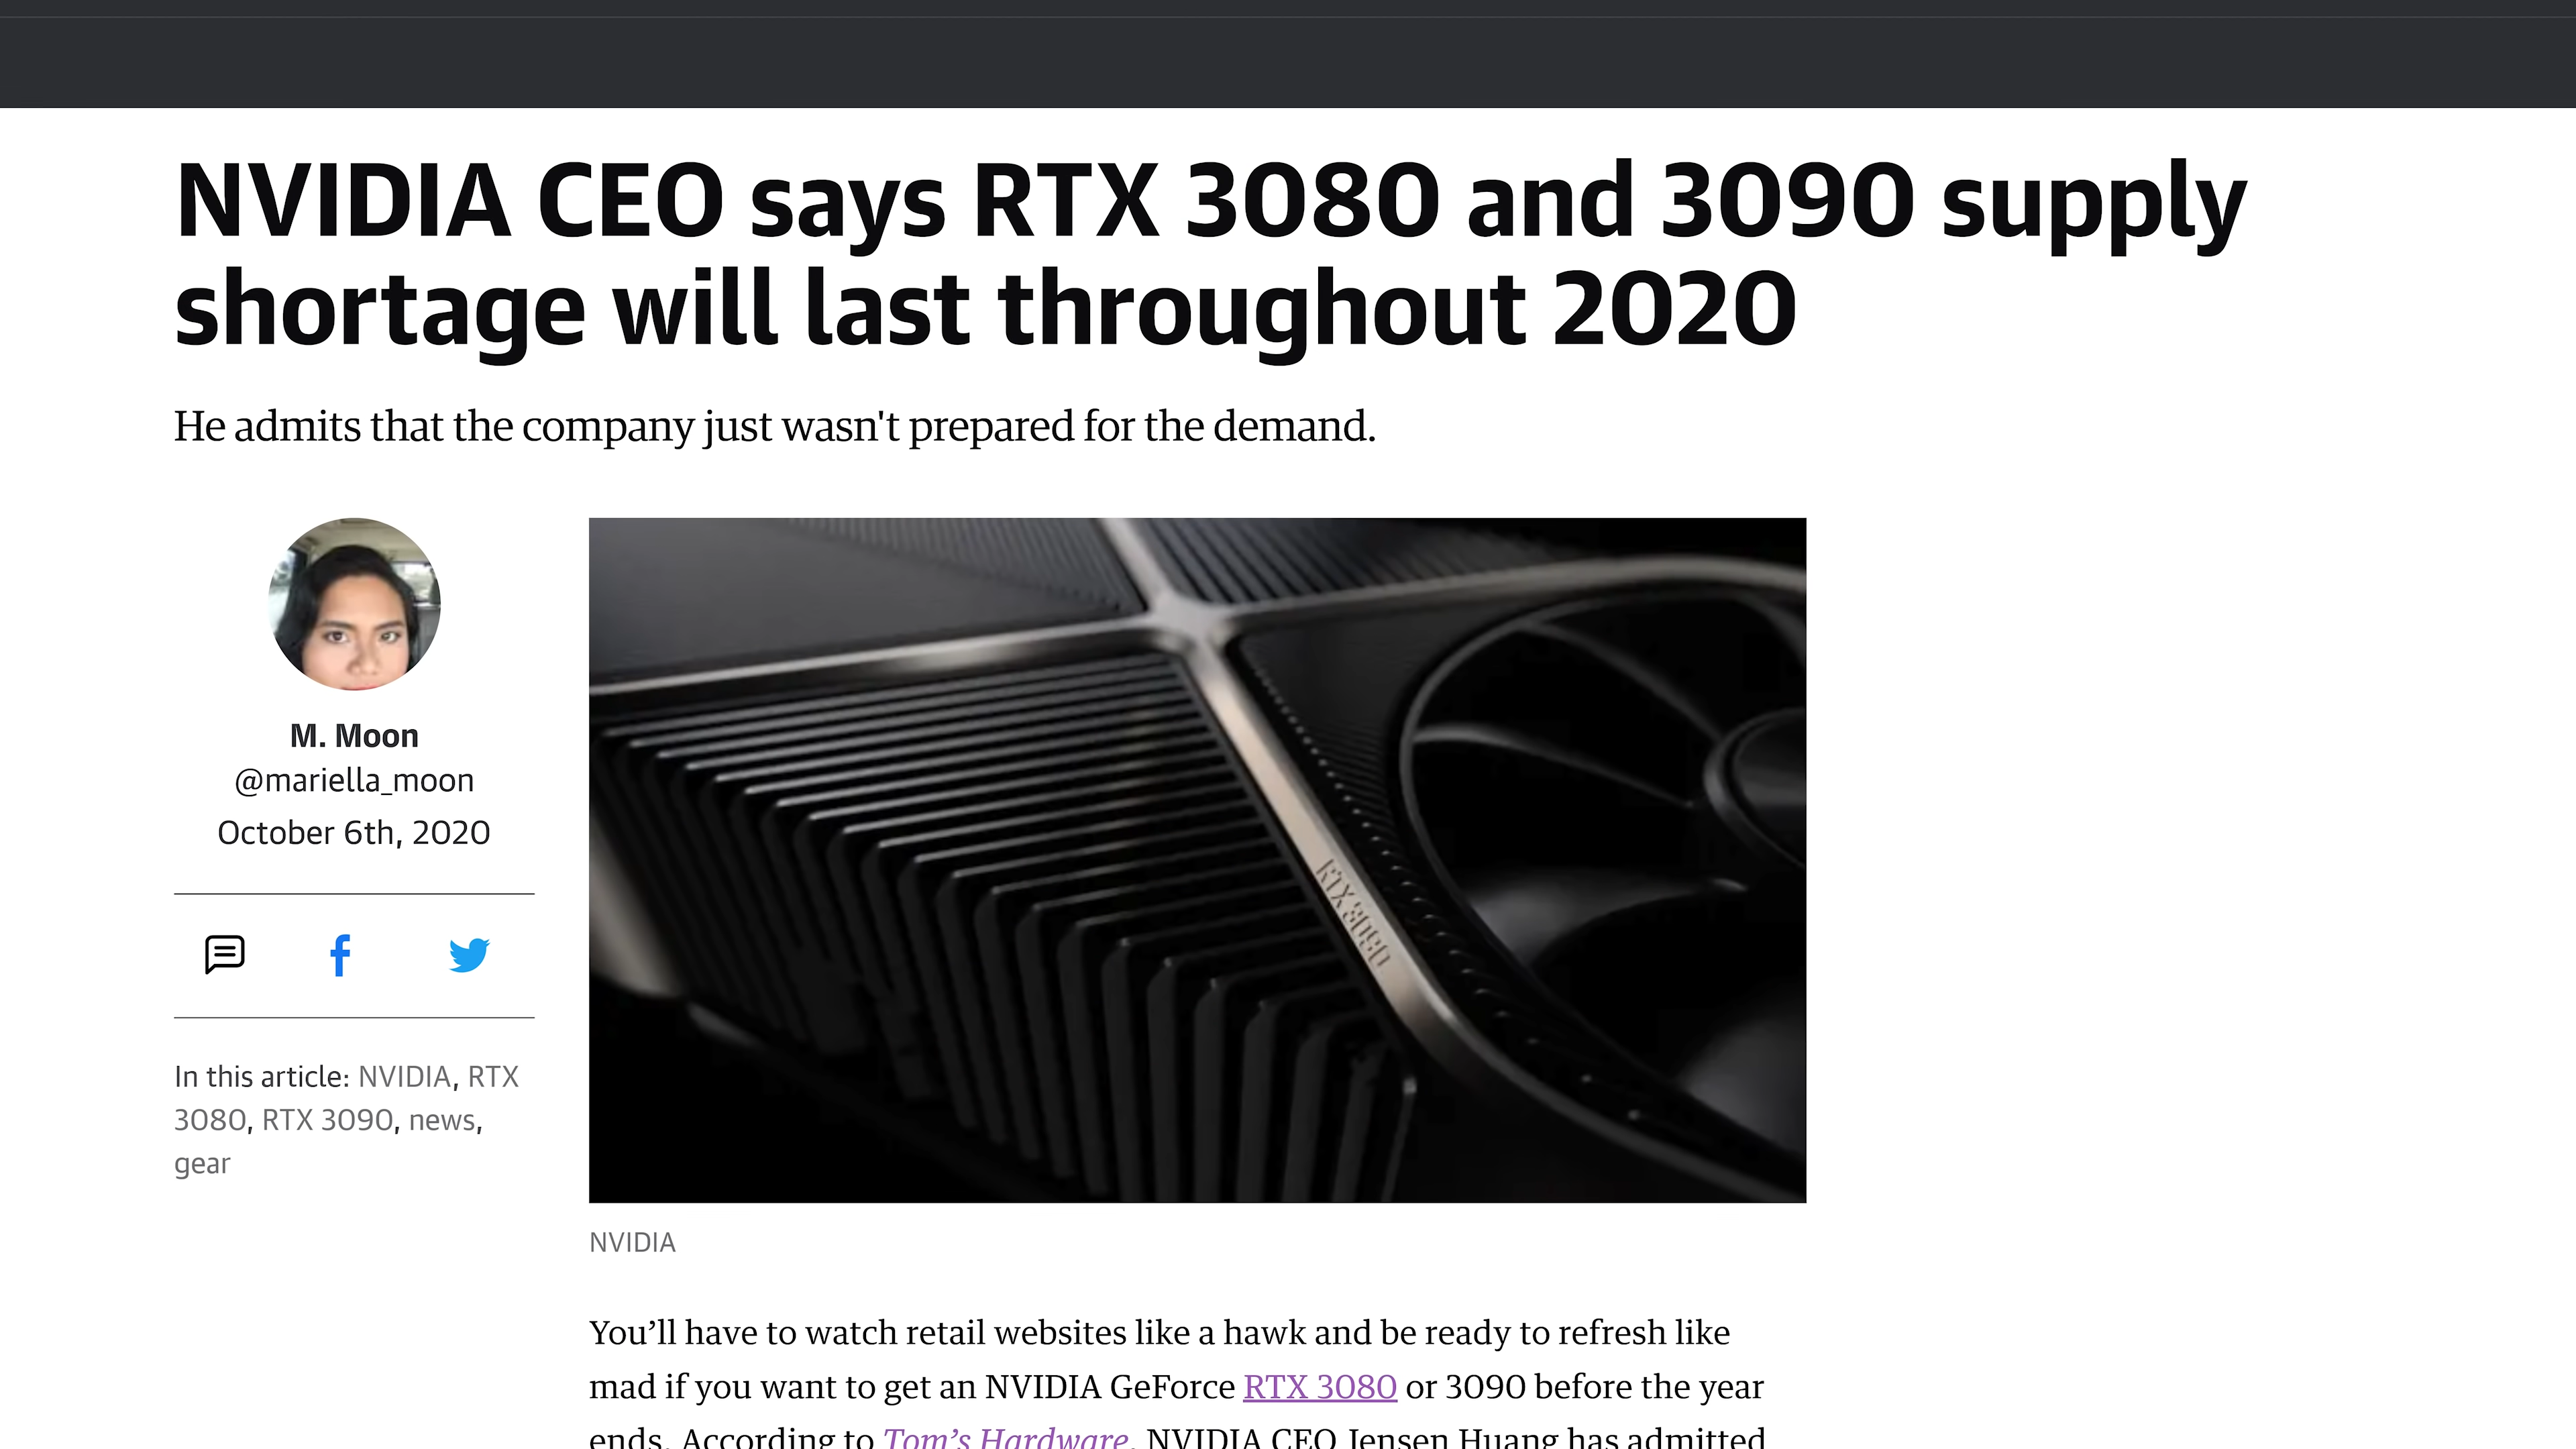 NVIDIA CEO says RTX 3080 and 3090 supply
shortage will last throughout 2020
He admits that the company just wasn't prepared for the demand.
M. Moon
@mariella_moon
October 6th, 2020
In this article: NVIDIA, RTX
3080, RTX 3090, news,
gear
RTX 3080
NVIDIA
You’ll have to watch retail websites like a hawk and be ready to refresh like
mad if you want to get an NVIDIA GeForce RTX 3080 or 3090 before the year
ends. According to Tom’s Hardware, NVIDIA CEO Jensen Huang has admitted